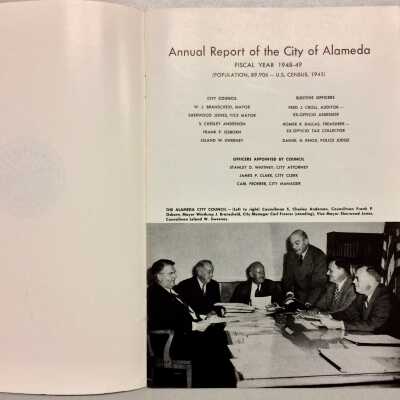 Annual Report of the City of Alameda
FISCAL YEAR 1948-49
(POPULATION, 89,906 — U.S. CENSUS, 1945)
CITY COUNCIL
W. J. BRANSCHEID, MAYOR
SHERWOOD JONES, VICE MAYOR
S. CHESLEY ANDERSON
FRANK P. OSBORN
LELAND W. SWEENEY
ELECTIVE OFFICERS
FRED J. CROLL, AUDITOR—
EX-OFFICIO ASSESSOR
HOMER R. DALLAS, TREASURER—
EX-OFFICIO TAX COLLECTOR
DANIEL H. KNOX, POLICE JUDGE
OFFICERS APPOINTED BY COUNCIL
STANLEY D. WHITNEY, CITY ATTORNEY
JAMES P. CLARK, CITY CLERK
CARL FROERER, CITY MANAGER
THE ALAMEDA CITY COUNCIL—(Left to right) Councilman S. Chesley Anderson, Councilman Frank P.
Osborn, Mayor William J. Branscheid, City Manager Carl Froerer (standing), Vice Mayor Sherwood Jones,
Councilman Leland W. Sweeney.